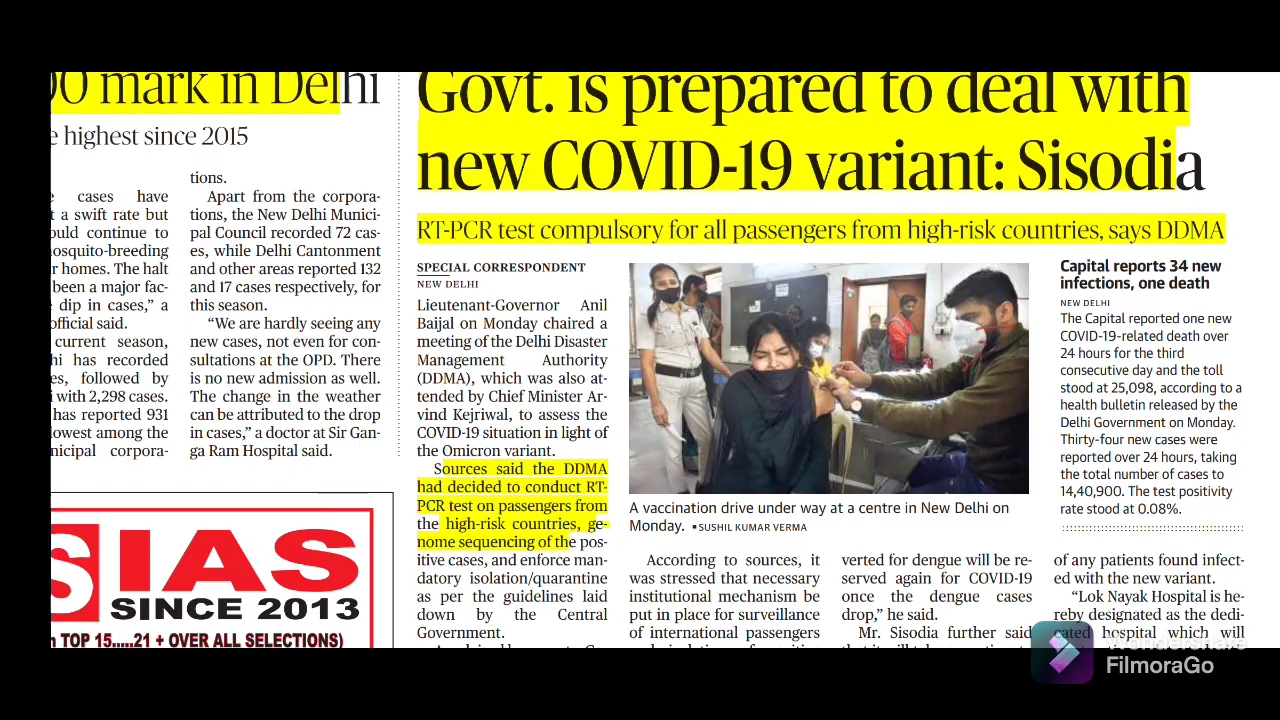 00 mark in Delhi
e highest since 2015
e cases have
t a swift rate but
ould continue to
osquito-breeding
r homes. The halt
been a major fac-
dip in cases,” a
official said.
current season,
hi has recorded
es, followed by
i with 2,298 cases.
has reported 931
lowest among the
nicipal corpora-
tions.
Apart from the corpora-
tions, the New Delhi Munici-
pal Council recorded 72 cas-
es, while Delhi Cantonment
and other areas reported 132
and 17 cases respectively, for
this season.
“We are hardly seeing any
new cases, not even for con-
sultations at the OPD. There
is no new admission as well.
The change in the weather
can be attributed to the drop
in cases,” a doctor at Sir Gan-
ga Ram Hospital said.
S IAS
SINCE 2013
n TOP 15.....21 + OVER ALL SELECTIONS)
Govt. is prepared to deal with
new COVID-19 variant: Sisodia
RT-PCR test compulsory for all passengers from high-risk countries, says DDMA
SPECIAL CORRESPONDENT
NEW DELHI
Lieutenant-Governor Anil
Baijal on Monday chaired a
meeting of the Delhi Disaster
Management Authority
(DDMA), which was also at-
tended by Chief Minister Ar-
vind Kejriwal, to assess the
COVID-19 situation in light of
the Omicron variant.
Sources said the DDMA
had decided to conduct RT-
PCR test on passengers from
the high-risk countries, ge-
nome sequencing of the pos-
itive cases, and enforce man-
datory isolation/quarantine
as per the guidelines laid
down by the Central
Government.
A vaccination drive under way at a centre in New Delhi on
Monday. ▪ SUSHIL KUMAR VERMA
According to sources, it
was stressed that necessary
institutional mechanism be
put in place for surveillance
of international passengers
verted for dengue will be re-
served again for COVID-19
once the dengue cases
drop,” he said.
Mr. Sisodia further said
Capital reports 34 new
infections, one death
NEW DELHI
The Capital reported one new
COVID-19-related death over
24 hours for the third
consecutive day and the toll
stood at 25,098, according to a
health bulletin released by the
Delhi Government on Monday.
Thirty-four new cases were
reported over 24 hours, taking
the total number of cases to
14,40,900. The test positivity
rate stood at 0.08%.
of any patients found infect-
ed with the new variant.
“Lok Nayak Hospital is he-
reby designated as the dedi-
cated hospital which will
Wondershare
FilmoraGo